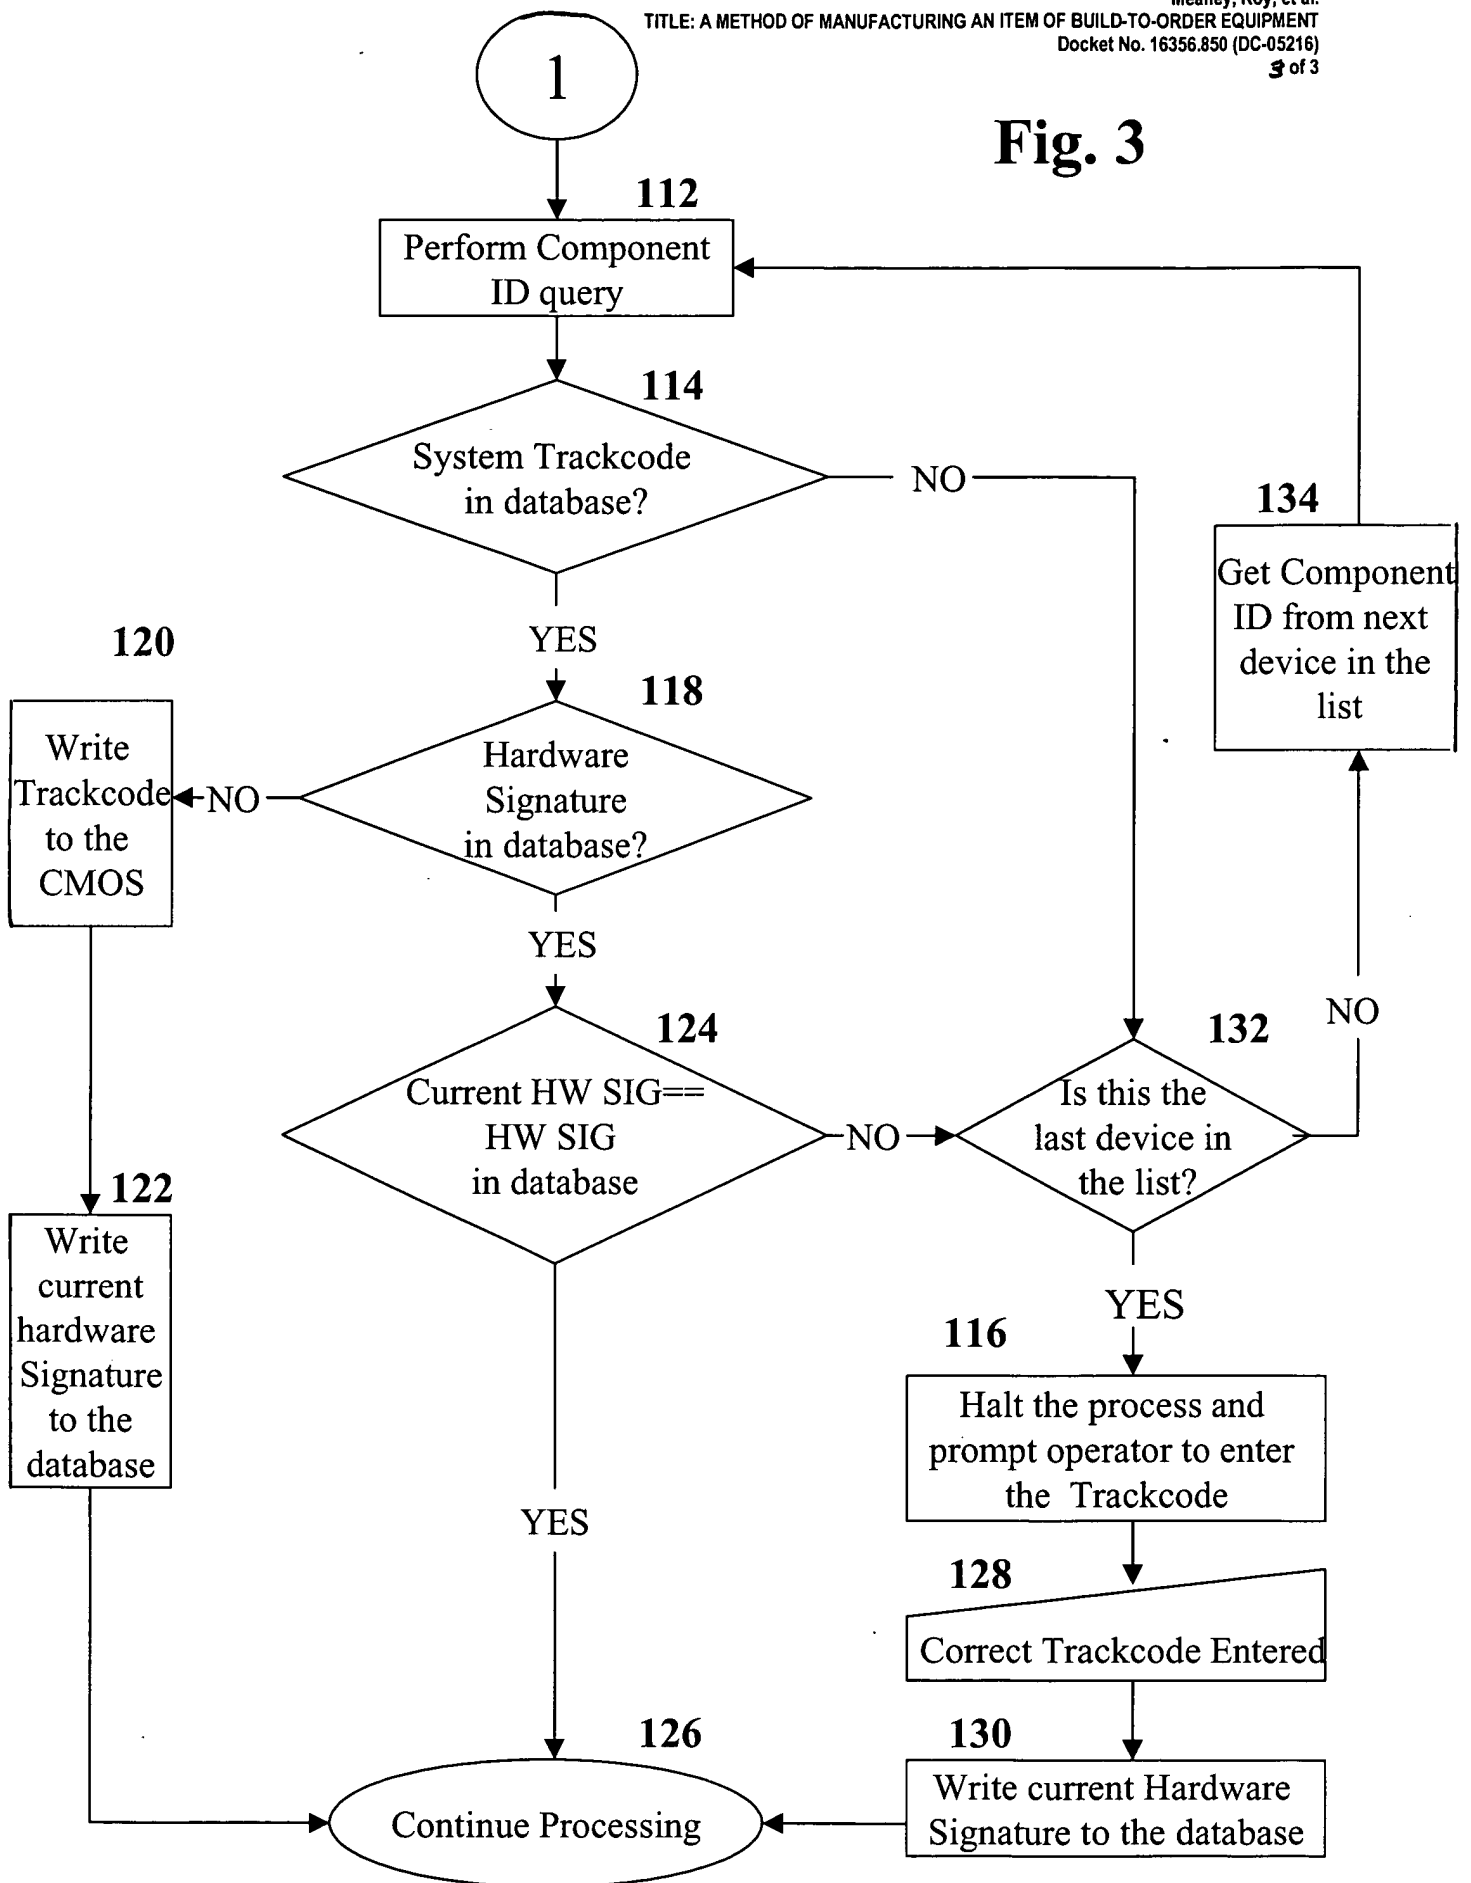 TITLE: A METHOD OF MANUFACTURING AN ITEM OF BUILD-TO-ORDER EQUIPMENT
Docket No. 16356.850 (DC-05216)
3 of 3
Fig. 3
1
112
Perform Component
ID query
114
System Trackcode
in database?
NO
YES
134
Get Component
ID from next
device in the
list
120
Write
Trackcode
to the
CMOS
NO
118
Hardware
Signature
in database?
YES
124
Current HW SIG==
HW SIG
in database
NO
132
Is this the
last device in
the list?
NO
122
Write
current
hardware
Signature
to the
database
YES
YES
116
Halt the process and
prompt operator to enter
the Trackcode
128
Correct Trackcode Entered
130
Write current Hardware
Signature to the database
126
Continue Processing